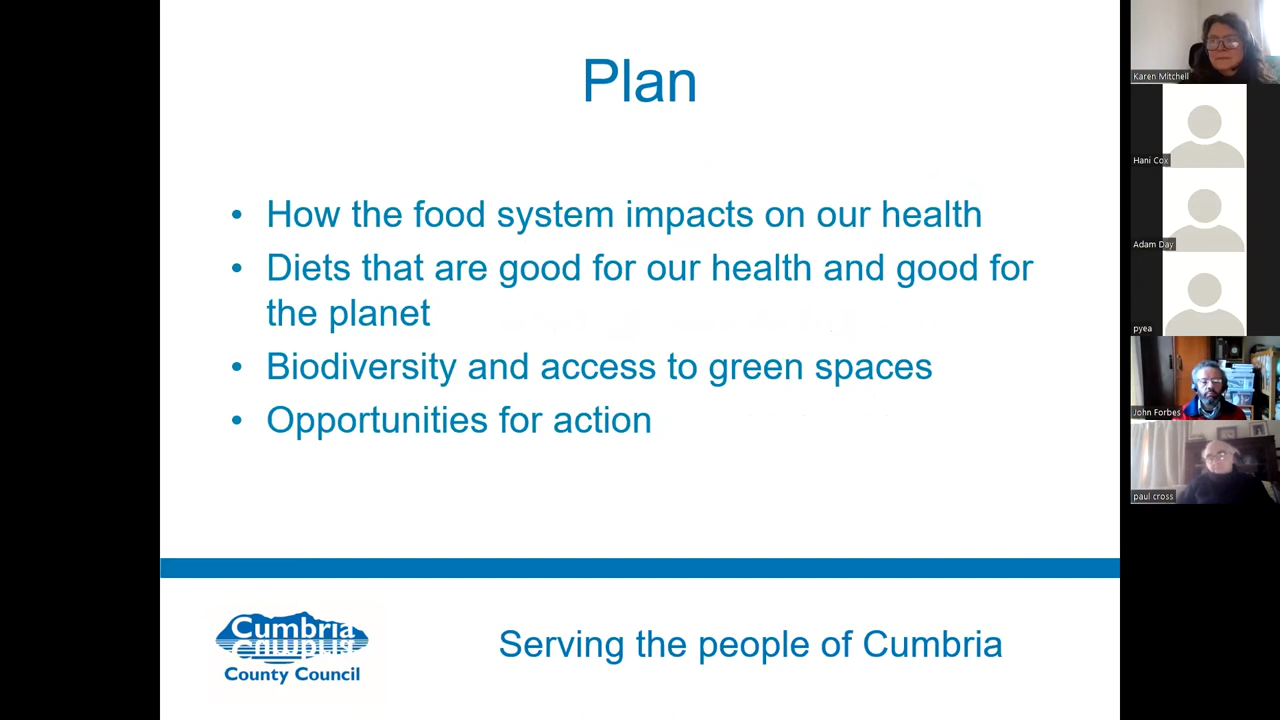 Plan
• How the food system impacts on our health
• Diets that are good for our health and good for
the planet
• Biodiversity and access to green spaces
• Opportunities for action
Cumbria
County Council
Serving the people of Cumbria
Karen Mitchell
Hani Cox
Adam Day
pyea
John Forbes
paul cross